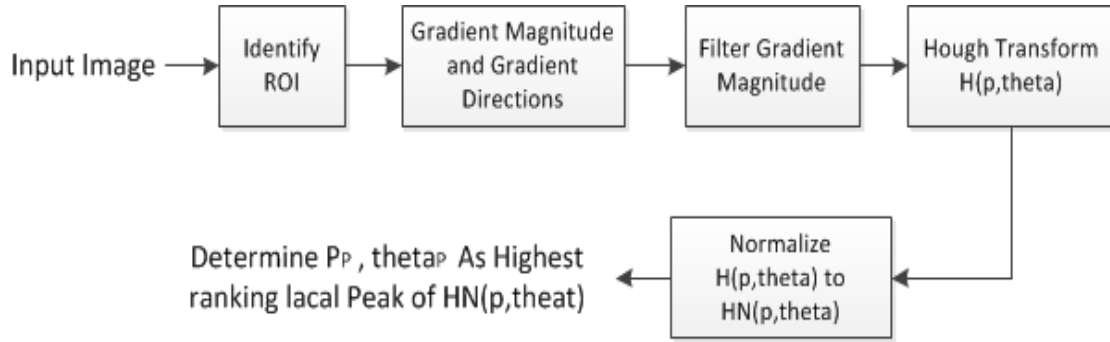 Input Image
Identify
ROI
Gradient Magnitude
and Gradient
Directions
Filter Gradient
Magnitude
Hough Transform
H(p,theta)
Normalize
H(p,theta) to
HN(p,theta)
Determine PP , thetaP As Highest
ranking lacal Peak of HN(p,theat)